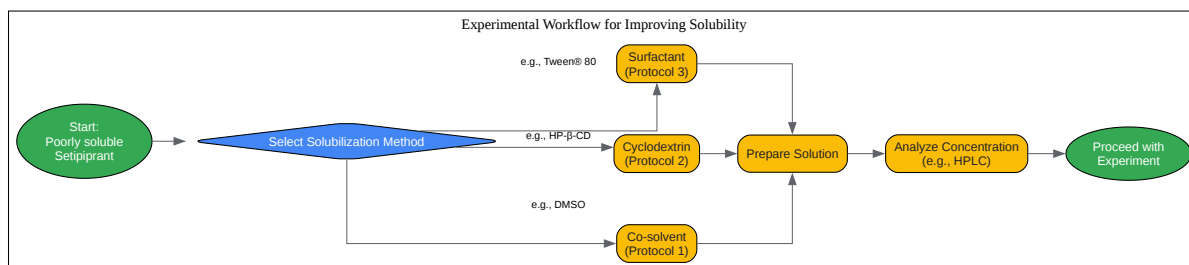 Experimental Workflow for Improving Solubility
Start:
Poorly soluble
Setipiprant
Select Solubilization Method
e.g., Tween® 80
Surfactant
(Protocol 3)
e.g., HP-β-CD
Cyclodextrin
(Protocol 2)
e.g., DMSO
Co-solvent
(Protocol 1)
Prepare Solution
Analyze Concentration
(e.g., HPLC)
Proceed with
Experiment